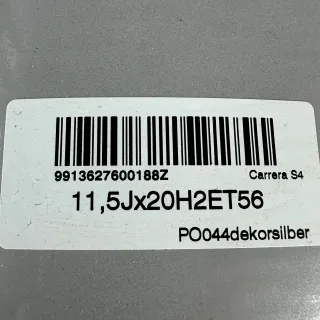 9913627600188Z Carrera S4
11,5Jx20H2ET56
PO044dekorsilber